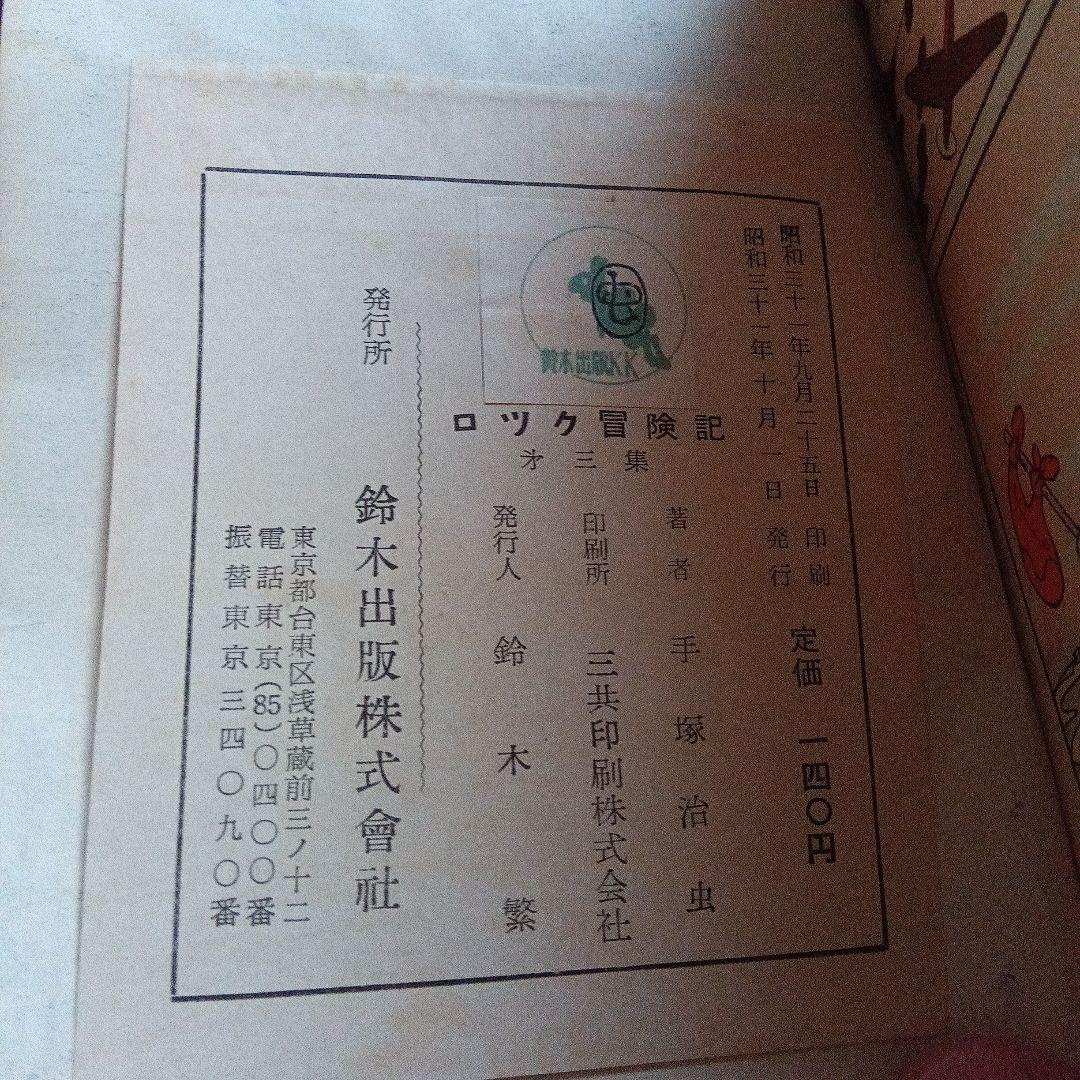 昭和三十一年九月二十五日 印刷
昭和三十一年十月一日 発行
定価 一四〇円
鈴木出版KK
ロツク冒険記
㐧三集
著者 手塚治虫
印刷所 三共印刷株式会社
発行人 鈴木繁
発行所 鈴木出版株式會社
東京都台東区浅草蔵前三ノ十二
電話東京(85)〇四〇〇番
振替東京三四〇九〇番